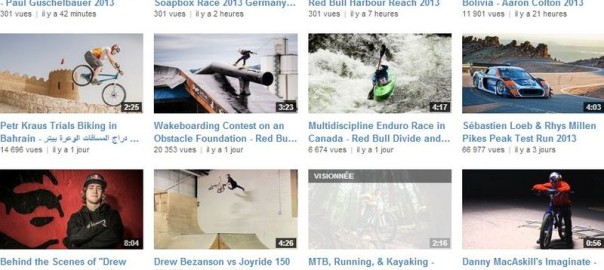 - Paul Guschelbauer 2013
Soapbox Race 2013 Germany...
Red Bull Harbour Reach 2013
Bolivia - Aaron Colton 2013
301 vues | il y a 42 minutes
301 vues | il y a 2 heures
301 vues | il y a 7 heures
11 901 vues | il y a 21 heures
2:25
3:23
4:17
4:03
Petr Kraus Trials Biking in
Bahrain - دراج المسافات الوعرة بيتر ...
14 696 vues | il y a 1 jour
Wakeboarding Contest on an
Obstacle Foundation - Red Bu...
20 353 vues | il y a 1 jour
Multidiscipline Enduro Race in
Canada - Red Bull Divide and...
6 674 vues | il y a 1 jour
Sébastien Loeb & Rhys Millen
Pikes Peak Test Run 2013
66 977 vues | il y a 3 jours
VISIONNÉE
8:04
4:26
2:16
0:56
Behind the Scenes of "Drew
Drew Bezanson vs Joyride 150
MTB, Running, & Kayaking -
Danny MacAskill's Imaginate -